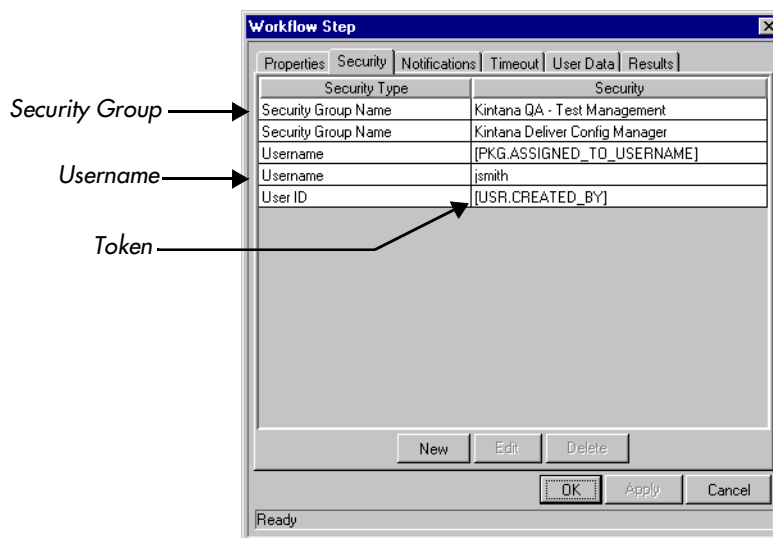 Workflow Step
Properties Security Notifications Timeout User Data Results
Security Type Security
Security Group Security Group Name Kintana QA - Test Management
Security Group Name Kintana Deliver Config Manager
Username [PKG.ASSIGNED_TO_USERNAME]
Username Username jsmith
User ID [USR.CREATED_BY]
Token
New Edit Delete
OK Apply Cancel
Ready